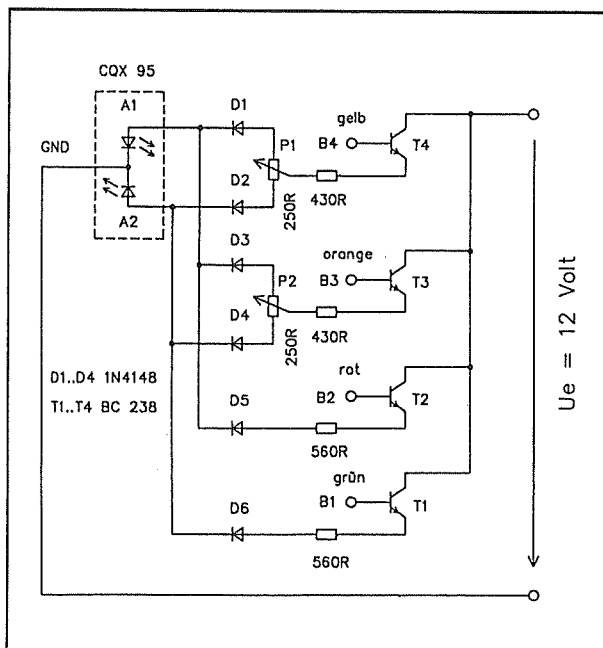 CQX 95
A1
GND
A2
D1
P1
gelb
B4
T4
D2
250R
430R
D3
P2
orange
B3
T3
D4
250R
430R
D1..D4 1N4148
T1..T4 BC 238
D5
rot
B2
T2
560R
grün
B1
T1
D6
560R
Ue = 12 Volt